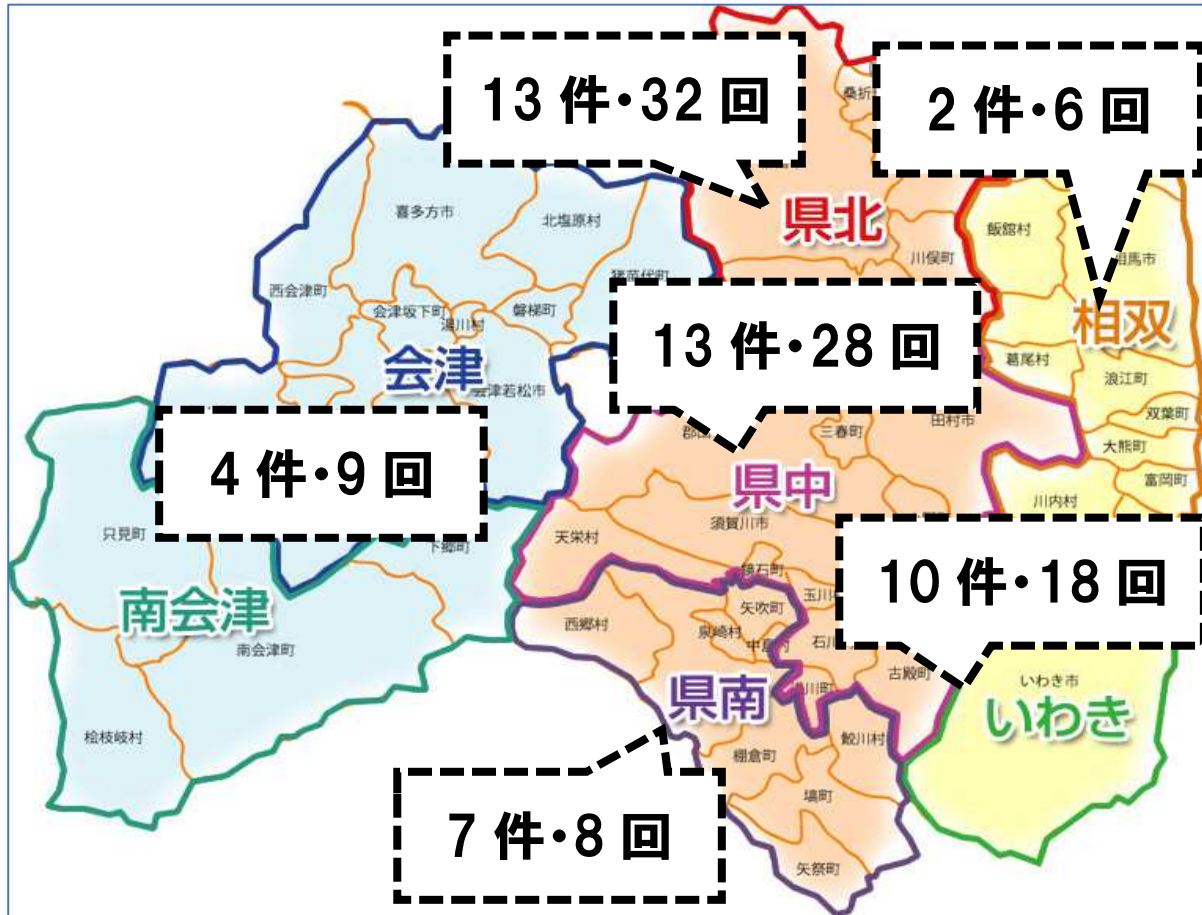 13件・32回
2件・6回
桑折
県北
喜多方市
北塩原村
飯舘村
相馬市
川俣町
猪苗代町
西会津町
会津坂下町
湯川村
磐梯町
13件・28回
相双
会津
会津若松市
葛尾村
浪江町
双葉町
田村市
三春町
大熊町
4件・9回
県中
富岡町
川内村
須賀川市
只見町
天栄村
下郷町
10件・18回
鏡石町
南会津
矢吹町
玉川
西郷村
泉崎村
中島村
石川
南会津町
古殿町
いわき市
県南
川町
いわき
桧枝岐村
棚倉町
鮫川村
7件・8回
塙町
矢祭町